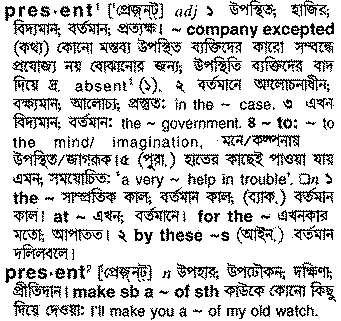 pres·ent¹ ['প্রেজ্‌ন্‌ট্] adj ১ উপস্থিত; হাজির;
বিদ্যমান; বর্তমান; প্রত্যক্ষ। ~ company excepted
(কথ্য) কোনো মন্তব্য উপস্থিত ব্যক্তিদের কারো সম্বন্ধে
প্রযোজ্য নয় বোঝানোর জন্য; উপস্থিত ব্যক্তিদের বাদ
দিয়ে দ্র. absent¹ (১). ২ বর্তমানে আলোচনাধীন;
বক্ষ্যমান; আলোচ্য; প্রস্তুত: in the ~ case. ৩ এখন
বিদ্যমান; বর্তমান: the ~ government. ৪ ~ to: ~ to
the mind/ imagination, মনে/কল্পনায়
উপস্থিত/জাগরূক। ৫ (পুরা.) হাতের কাছেই পাওয়া যায়
এমন; সময়োচিত: 'a very ~ help in trouble'. □n ১
the ~ সাম্প্রতিক কাল; বর্তমান কাল; (ব্যাক.) বর্তমান
কাল। at ~ এখন; বর্তমানে। for the ~ এখনকার
মতো; আপাতত। ২ by these ~s (আইন.) বর্তমান
দলিলবলে।
pres·ent² ['প্রেজ্‌ন্‌ট্] n উপহার; উপঢৌকন; দক্ষিণা;
প্রীতিদান। make sb a ~ of sth কাউকে কোনো কিছু
দিয়ে দেওয়া: I'll make you a ~ of my old watch.